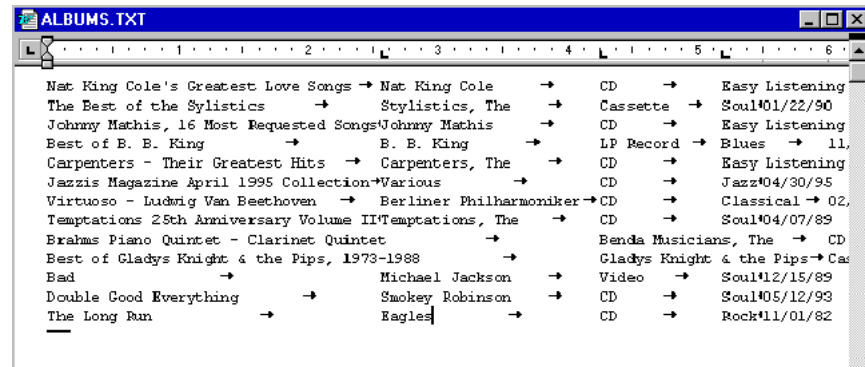 ALBUMS.TXT
1 2 3 4 5 6
Nat King Cole's Greatest Love Songs → Nat King Cole → CD → Easy Listening
The Best of the Sylistics → Stylistics, The → Cassette → Soul 01/22/90
Johnny Mathis, 16 Most Requested Songs Johnny Mathis → CD → Easy Listening
Best of B. B. King → B. B. King → LP Record → Blues → 11,
Carpenters - Their Greatest Hits → Carpenters, The → CD → Easy Listening
Jazzis Magazine April 1995 Collection → Various → CD → Jazz 04/30/95
Virtuoso - Ludwig Van Beethoven → Berliner Philharmoniker → CD → Classical → 02,
Temptations 25th Anniversary Volume II Temptations, The → CD → Soul 04/07/89
Brahms Piano Quintet - Clarinet Quintet → Benda Musicians, The → CD
Best of Gladys Knight & the Pips, 1973-1988 → Gladys Knight & the Pips → Cas
Bad → Michael Jackson → Video → Soul 12/15/89
Double Good Everything → Smokey Robinson → CD → Soul 05/12/93
The Long Run → Eagles → CD → Rock 11/01/82